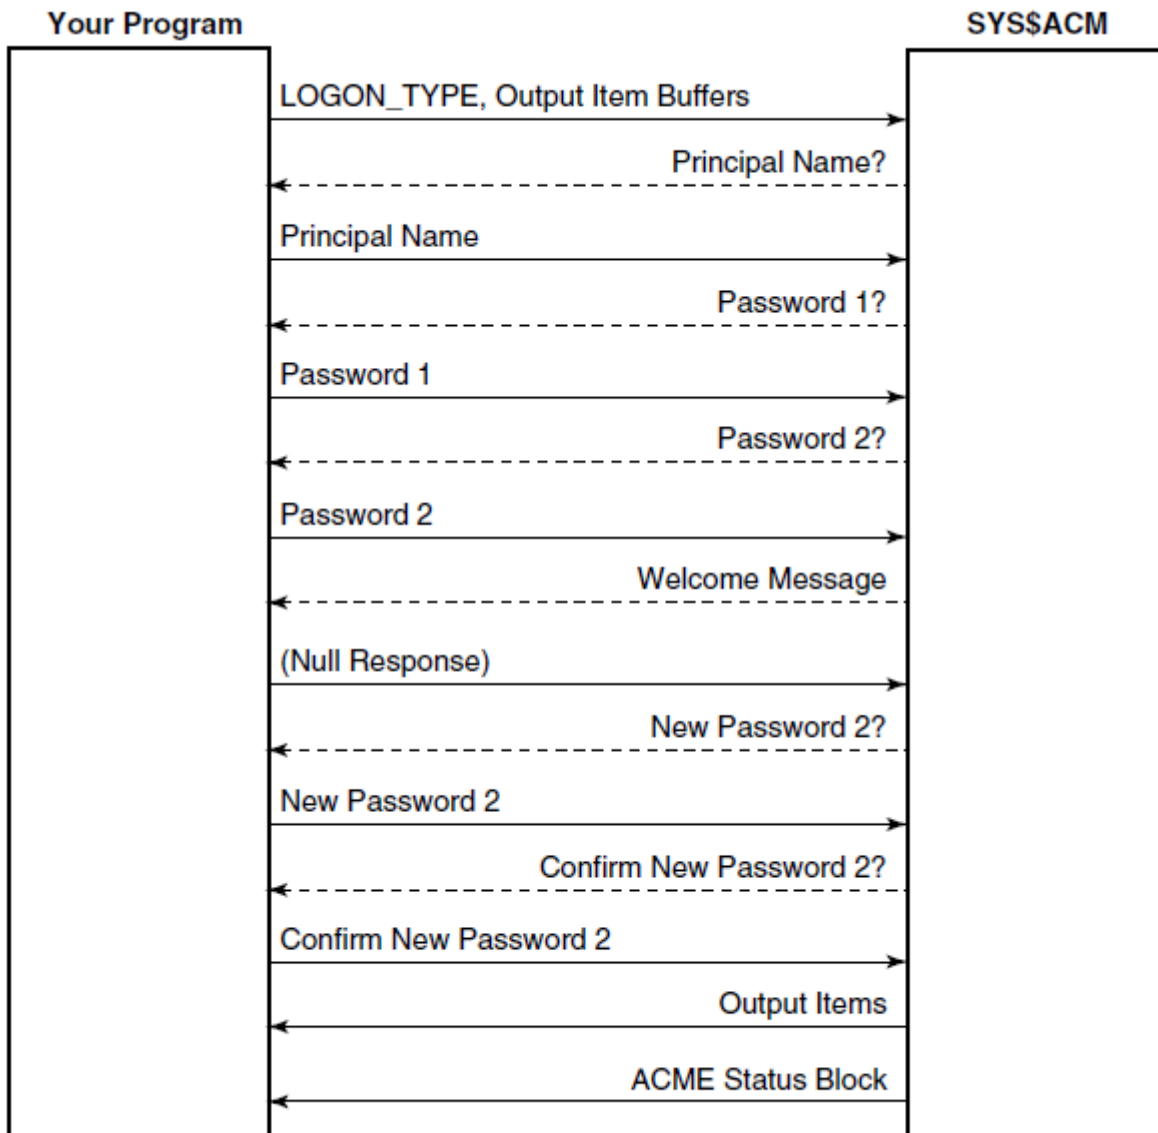 Your Program
SYS$ACM
LOGON_TYPE, Output Item Buffers
Principal Name?
Principal Name
Password 1?
Password 1
Password 2?
Password 2
Welcome Message
(Null Response)
New Password 2?
New Password 2
Confirm New Password 2?
Confirm New Password 2
Output Items
ACME Status Block